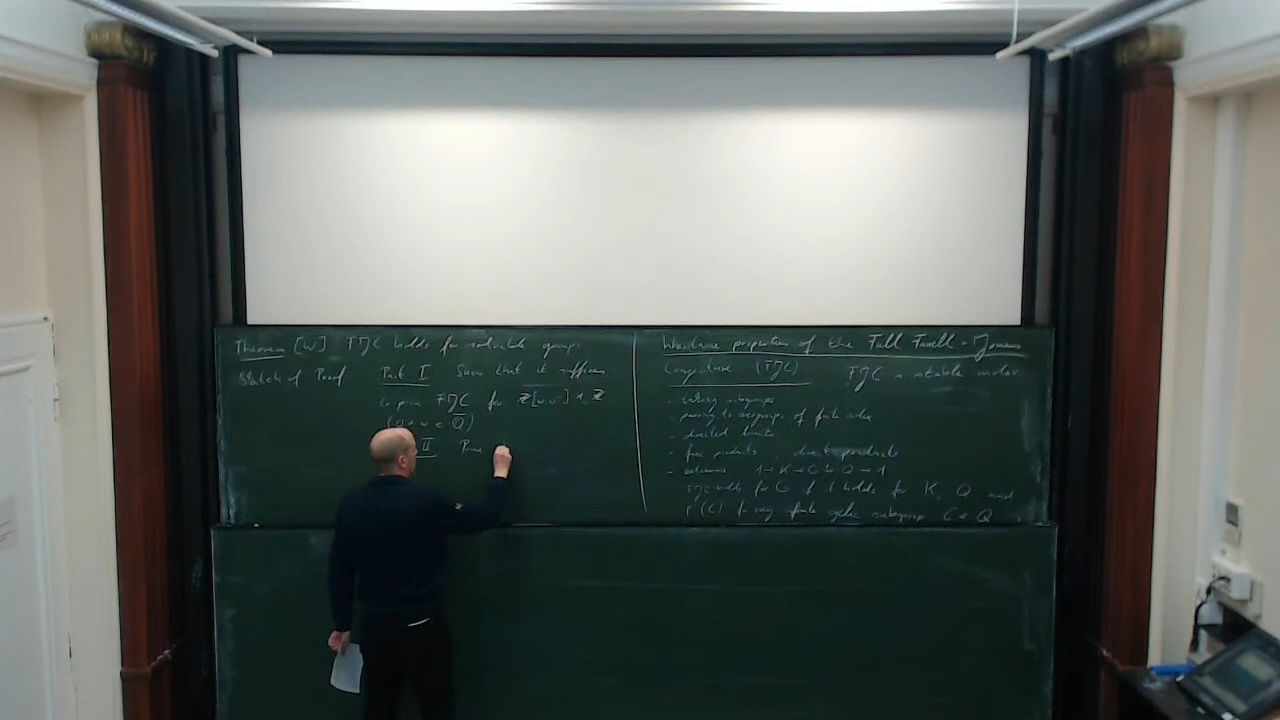 Theorem [W] FJC holds for solvable groups
Sketch of Proof Part I: Show that it suffices
to prove FJC for Z[w, w⁻¹] ⋊ Z
II Prove
Inheritance properties of the Full Farrell - Jones
Conjecture (FJC) FJC is stable under
- taking subgroups
- passing to overgroups of finite index
- directed limits
- free products, direct products
- extensions 1 → K → G → Q → 1
FJC holds for G if it holds for K, Q and
p⁻¹(C) for any finite cyclic subgroup C < Q